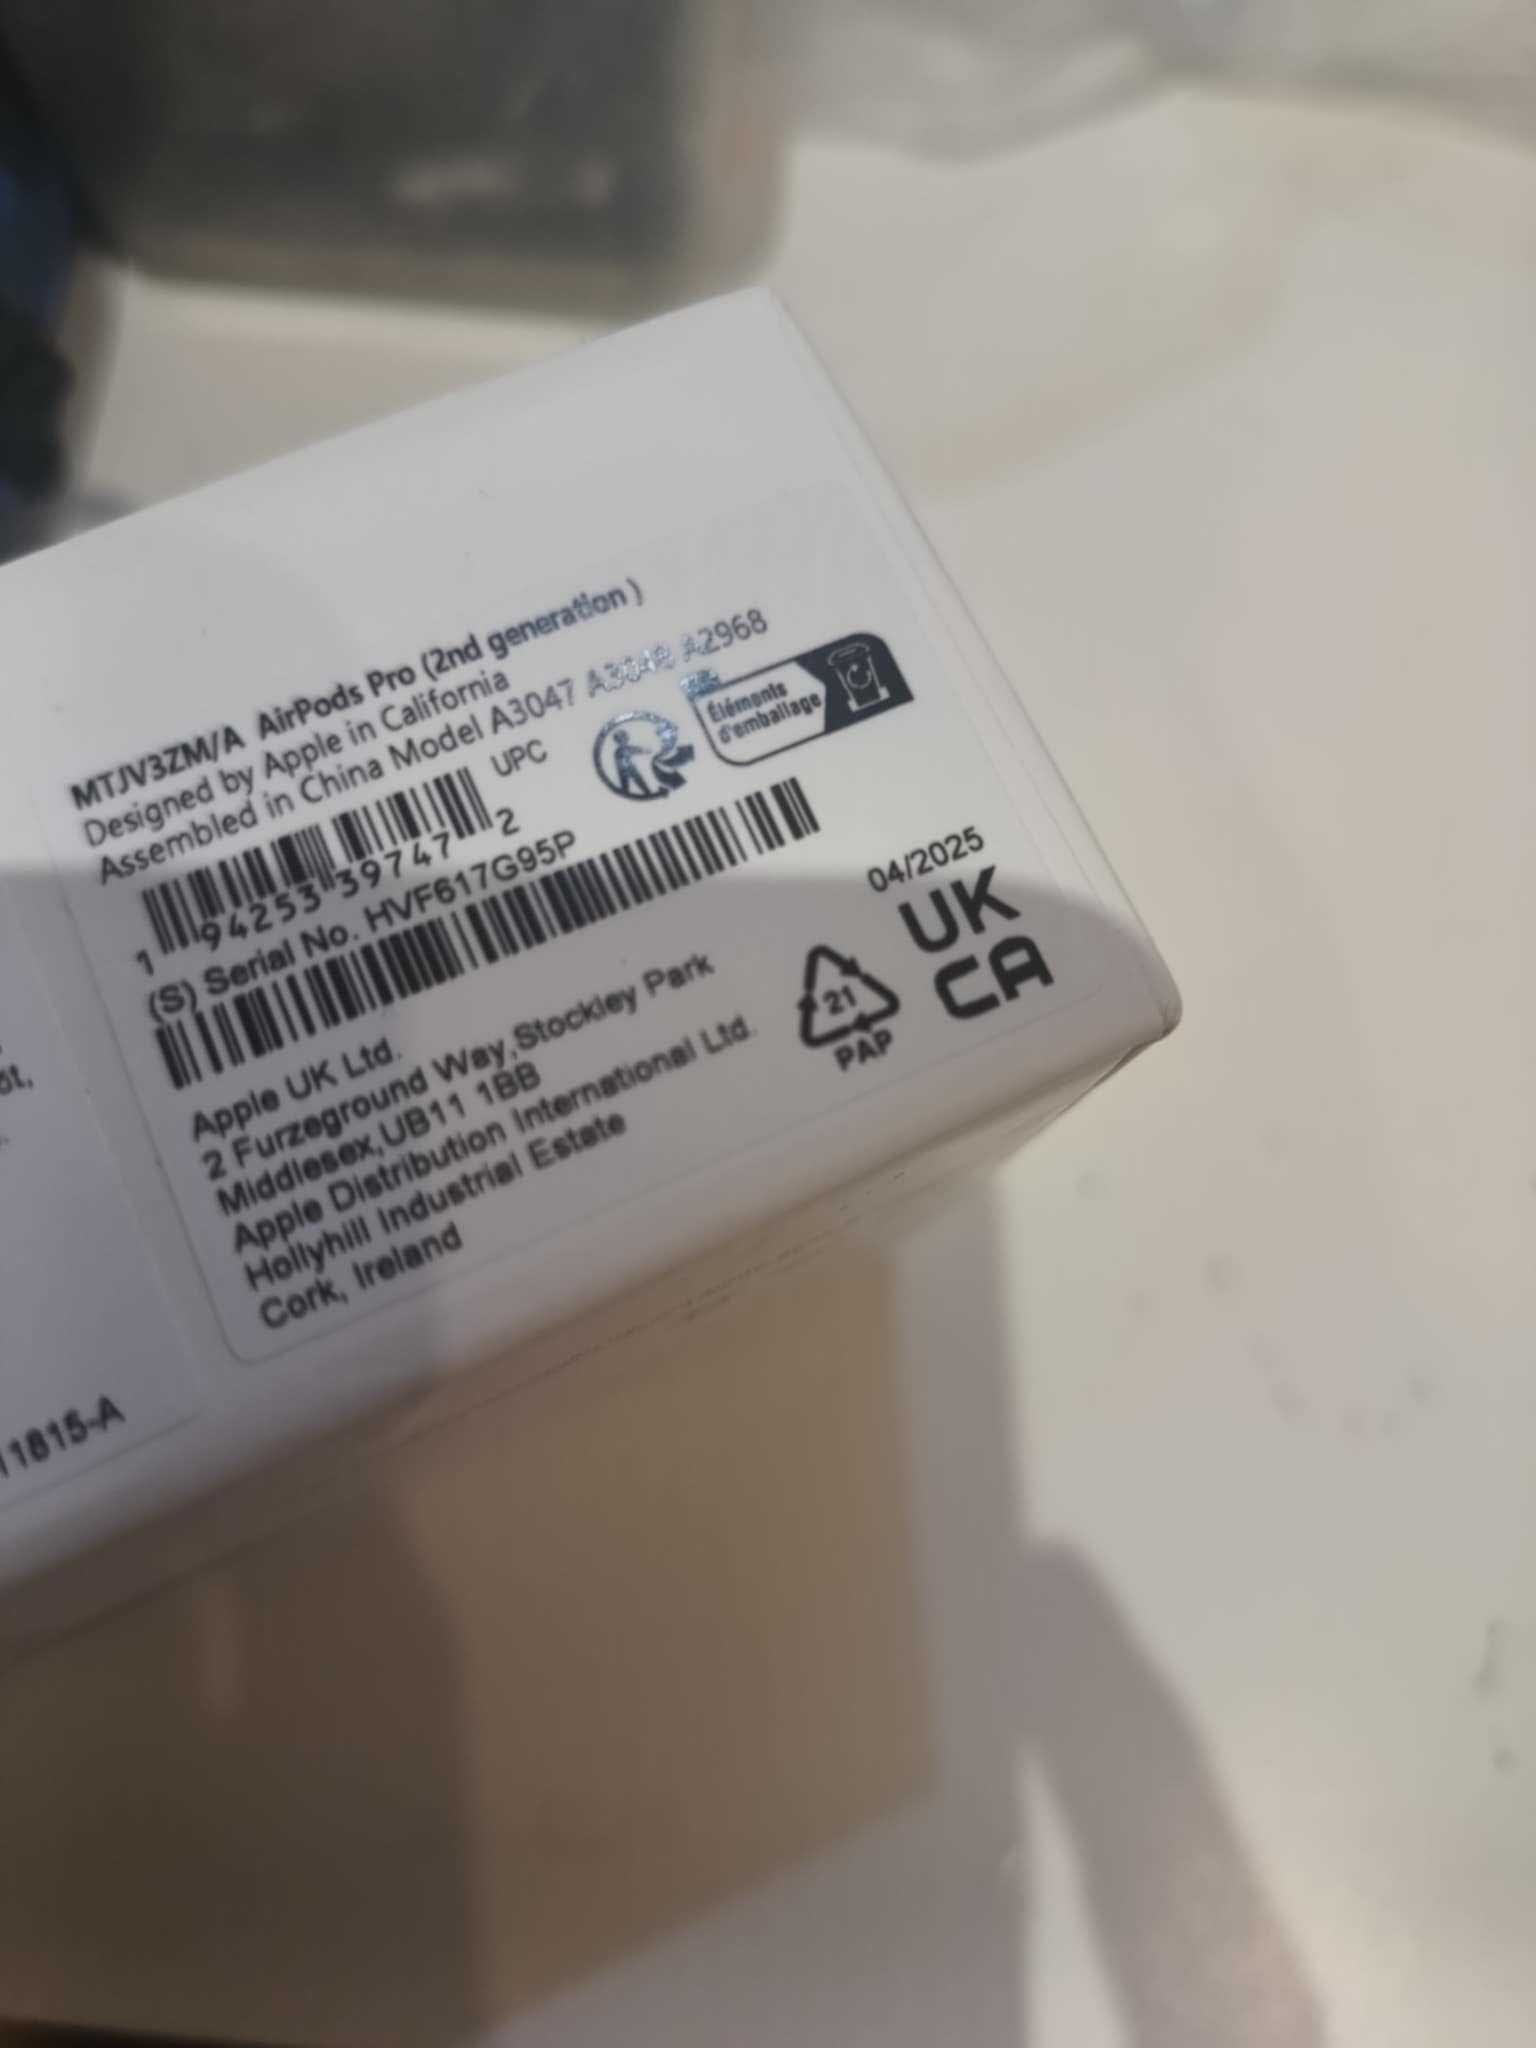 MTJV3ZM/A AirPods Pro (2nd generation)
Designed by Apple in California
Assembled in China Model A3047 A3048 A2968
UPC
Éléments
d'emballage
1 94253 39747 2
(S) Serial No. HVF617G95P
04/2025
UK
CA
21
PAP
Apple UK Ltd.
2 Furzeground Way,Stockley Park
Middlesex,UB11 1BB
Apple Distribution International Ltd.
Hollyhill Industrial Estate
Cork, Ireland
11815-A